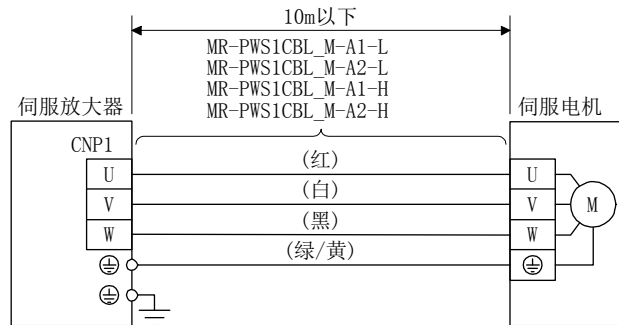 10m以下
MR-PWS1CBL_M-A1-L
MR-PWS1CBL_M-A2-L
MR-PWS1CBL_M-A1-H
MR-PWS1CBL_M-A2-H
伺服放大器
伺服电机
CNP1
(红)
U
U
(白)
V
V
M
(黑)
W
W
(绿/黄)